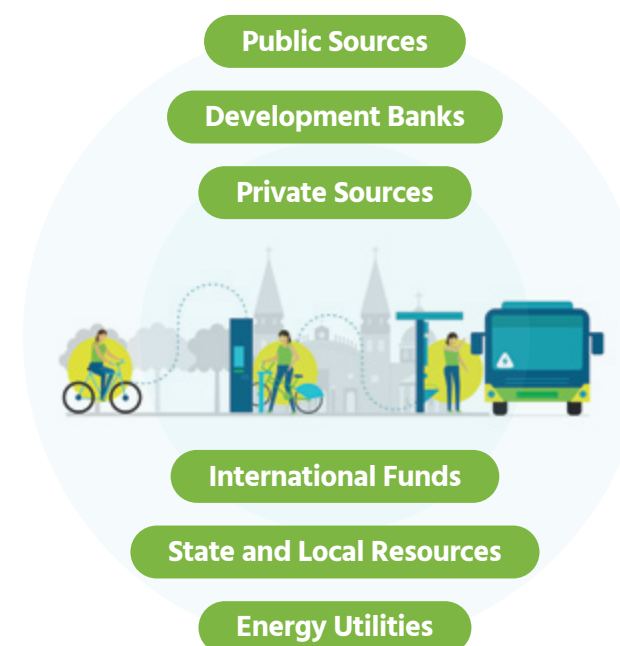 Public Sources
Development Banks
Private Sources
International Funds
State and Local Resources
Energy Utilities